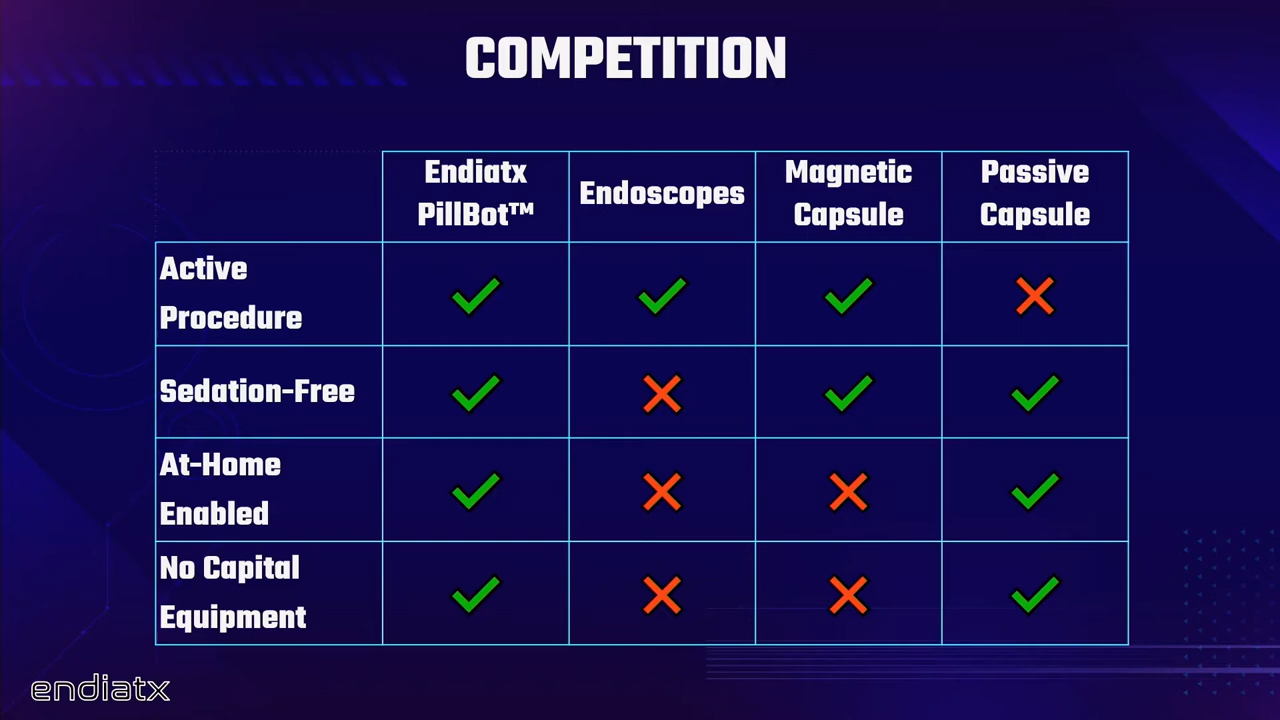 COMPETITION
Endiatx
PillBot™
Endoscopes
Magnetic
Capsule
Passive
Capsule
Active
Procedure
Sedation-Free
At-Home
Enabled
No Capital
Equipment
endiatx